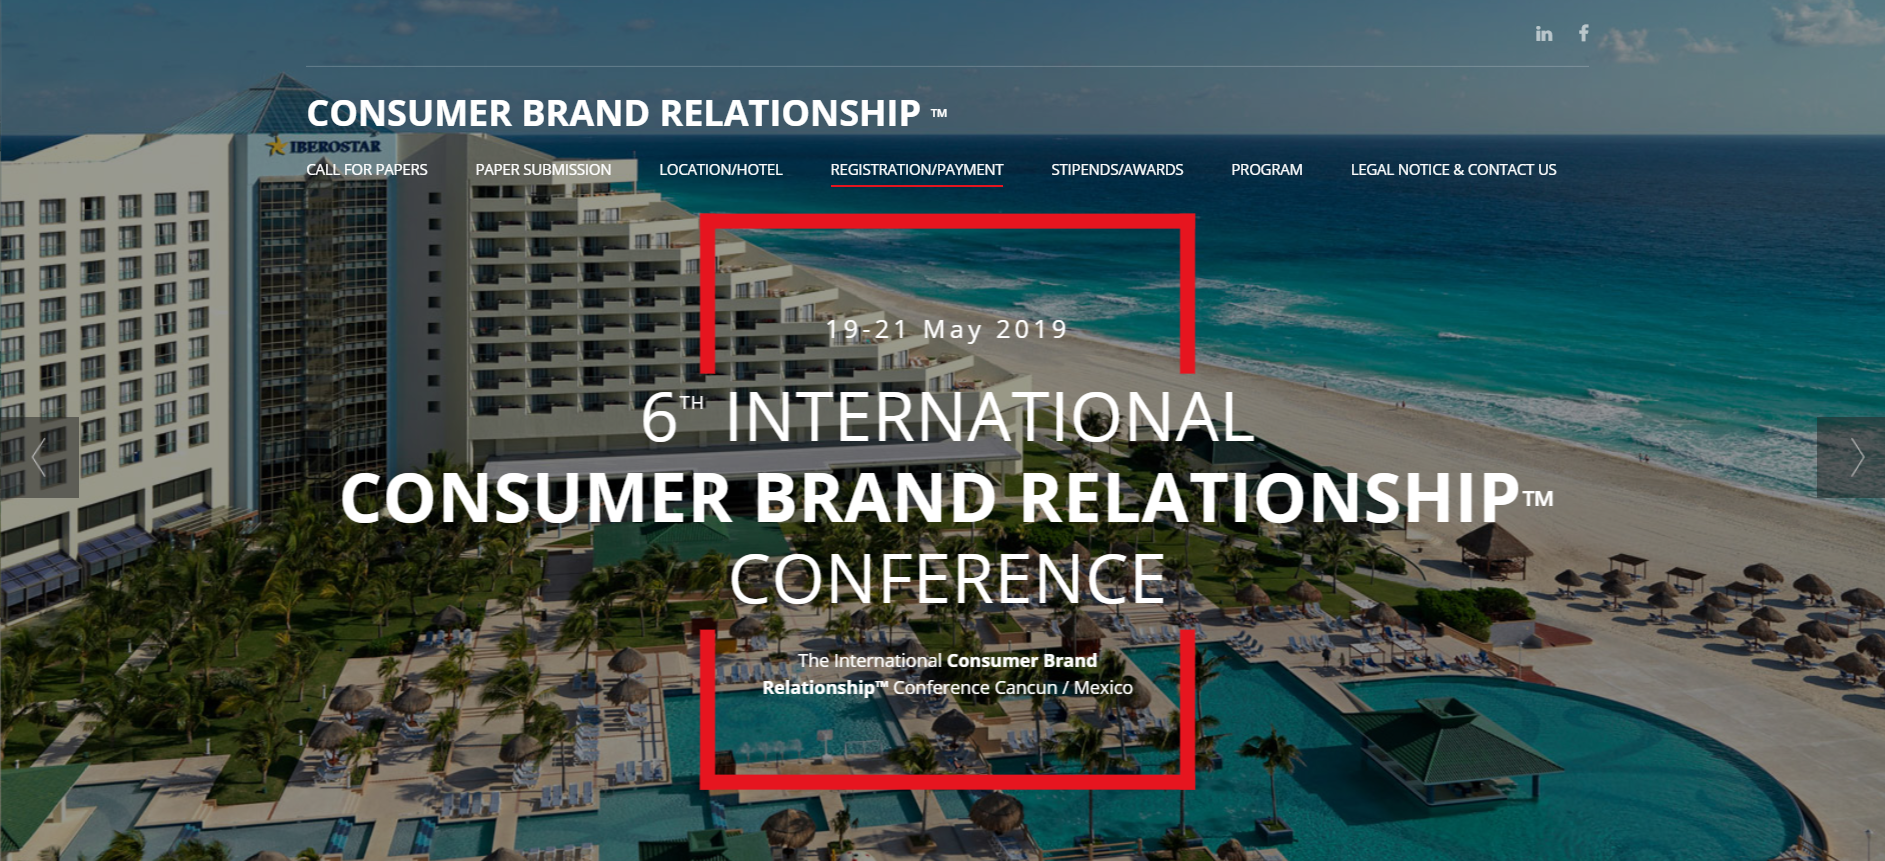 in f
CONSUMER BRAND RELATIONSHIP ™
IBEROSTAR
CALL FOR PAPERS PAPER SUBMISSION LOCATION/HOTEL REGISTRATION/PAYMENT STIPENDS/AWARDS PROGRAM LEGAL NOTICE & CONTACT US
19-21 May 2019
6TH INTERNATIONAL
CONSUMER BRAND RELATIONSHIP™
CONFERENCE
The International Consumer Brand
Relationship™ Conference Cancun / Mexico